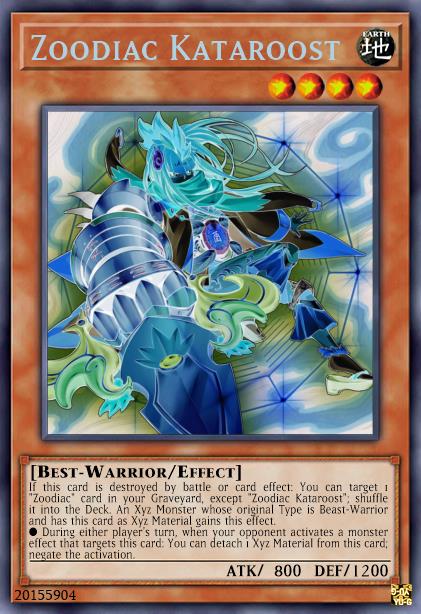 Zoodiac Kataroost
EARTH
地
[Best-Warrior/Effect]
If this card is destroyed by battle or card effect: You can target 1
"Zoodiac" card in your Graveyard, except "Zoodiac Kataroost"; shuffle
it into the Deck. An Xyz Monster whose original Type is Beast-Warrior
and has this card as Xyz Material gains this effect.
● During either player's turn, when your opponent activates a monster
effect that targets this card: You can detach 1 Xyz Material from this card;
negate the activation.
ATK/ 800 DEF/1200
20155904